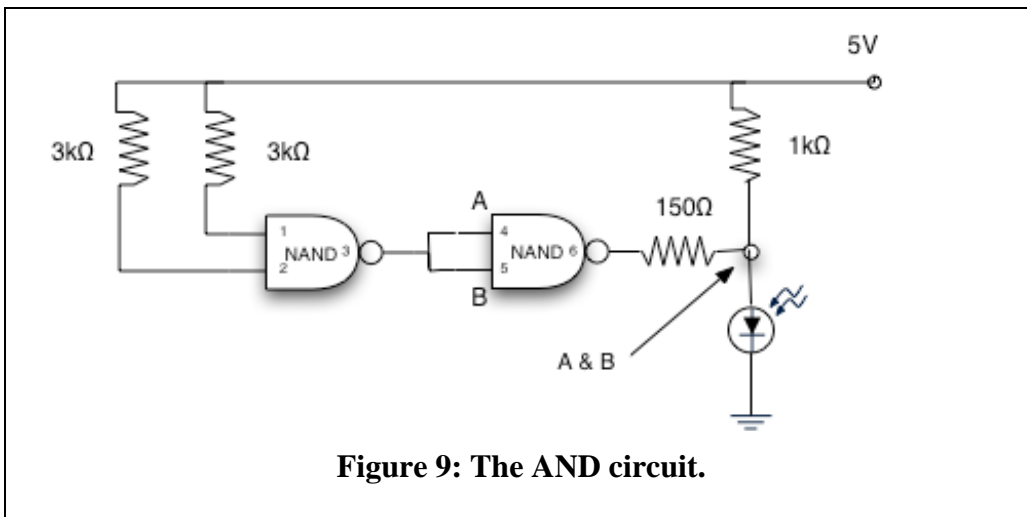 5V
3kΩ
3kΩ
1kΩ
A
150Ω
1
NAND 3
2
4
NAND 6
5
B
A & B
Figure 9: The AND circuit.